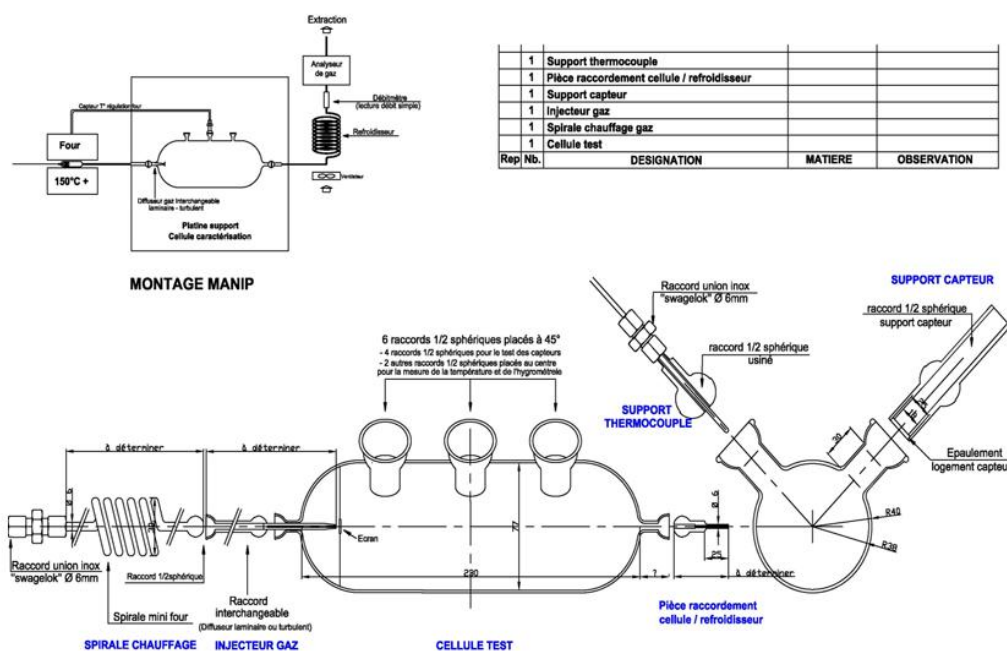 Extraction
Analyseur
de gaz
Débitmètre
(lecture débit simple)
Capteur T° régulation four
Refroidisseur
Four
150°C +
Ventilateur
Diffuseur gaz interchangeable
laminaire - turbulent
Platine support
Cellule caractérisation
MONTAGE MANIP
1 Support thermocouple
1 Pièce raccordement cellule / refroidisseur
1 Support capteur
1 Injecteur gaz
1 Spirale chauffage gaz
1 Cellule test
Rep Nb. DESIGNATION MATIERE OBSERVATION
Raccord union inox
"swagelok" Ø 6mm
SUPPORT CAPTEUR
raccord 1/2 sphérique
support capteur
raccord 1/2 sphérique
usiné
SUPPORT
THERMOCOUPLE
6 raccords 1/2 sphériques placés à 45°
- 4 raccords 1/2 sphériques pour le test des capteurs
- 2 autres raccords 1/2 sphériques placés au centre
pour la mesure de la température et de l'hygrométreie
30
Epaulement
logement capteur
R40
R38
à déterminer
à déterminer
Ø 6
Raccord union inox
"swagelok" Ø 6mm
Raccord 1/2sphérique
Spirale mini four
Raccord
interchangeable
(Diffuseur laminaire ou turbulent)
Ecran
77
230
?
Ø 6
25
à déterminer
Pièce raccordement
cellule / refroidisseur
SPIRALE CHAUFFAGE
INJECTEUR GAZ
CELLULE TEST